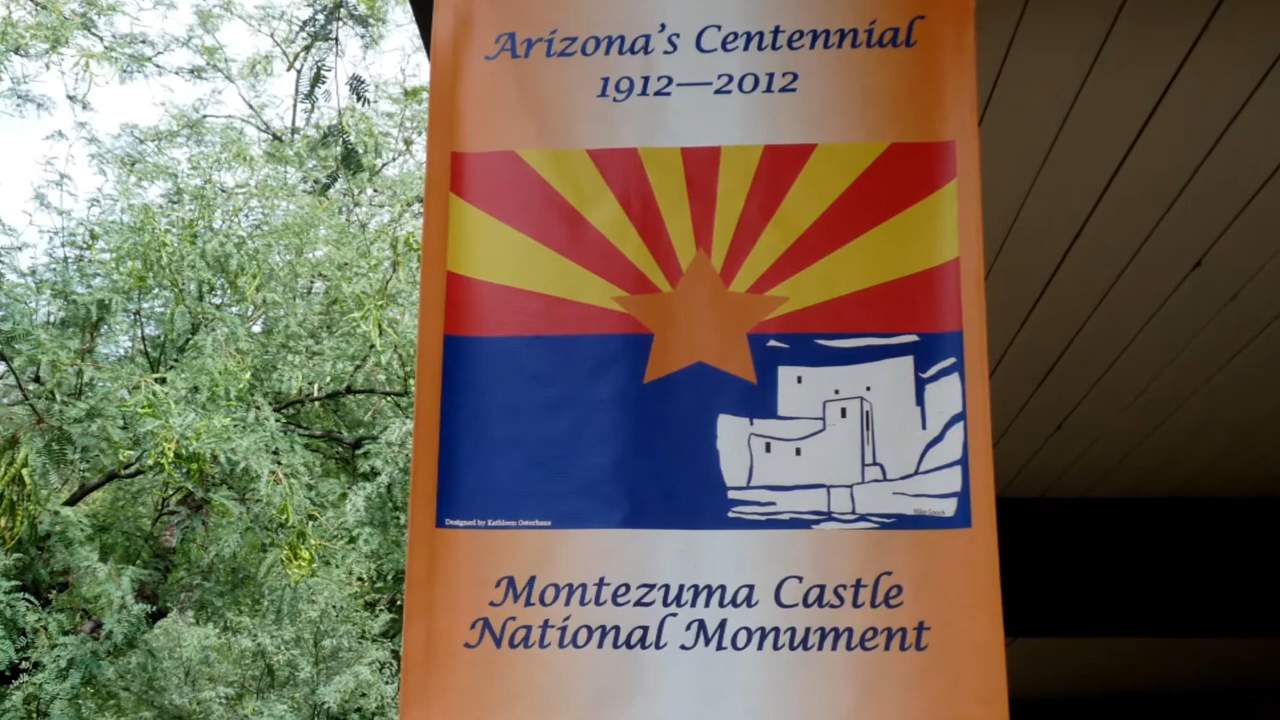 Arizona's Centennial
1912—2012
Designed by Kathleen Osterhaus
Montezuma Castle
National Monument